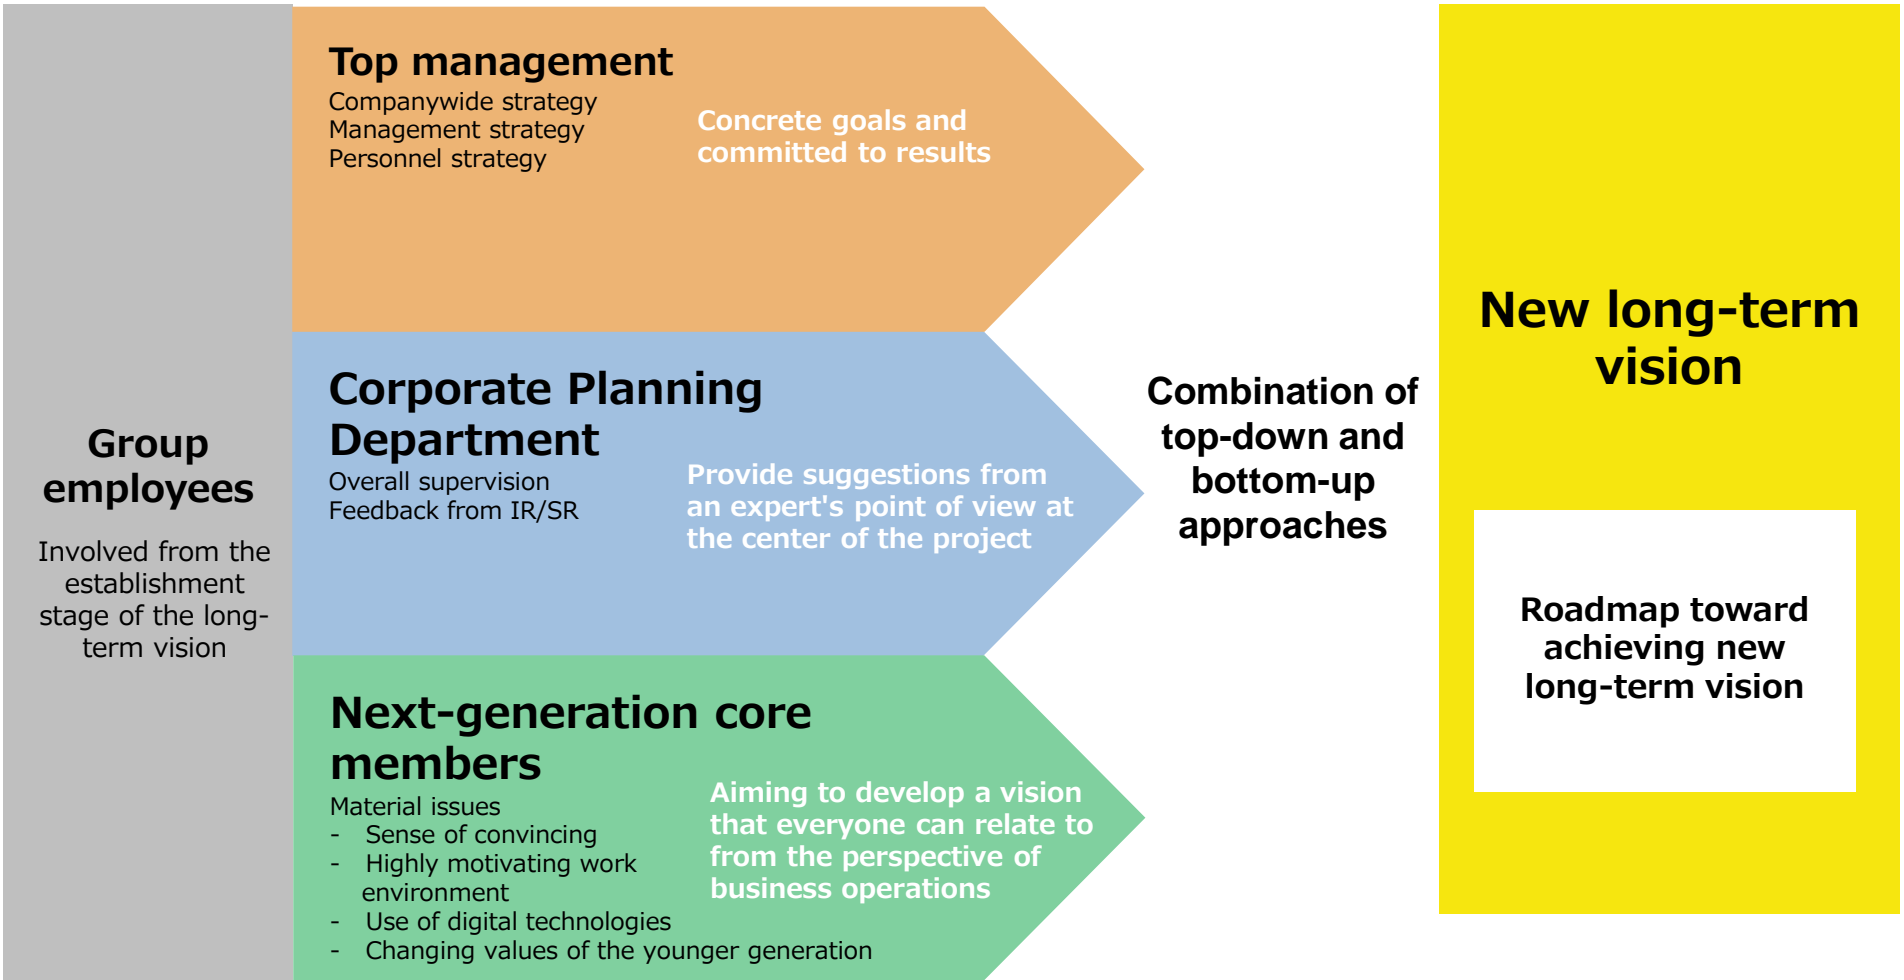 Group
employees
Involved from the
establishment
stage of the long-
term vision
Top management
Companywide strategy
Management strategy
Personnel strategy
Concrete goals and
committed to results
Corporate Planning
Department
Overall supervision
Feedback from IR/SR
Provide suggestions from
an expert's point of view at
the center of the project
Next-generation core
members
Material issues
- Sense of convincing
- Highly motivating work
environment
- Use of digital technologies
- Changing values of the younger generation
Aiming to develop a vision
that everyone can relate to
from the perspective of
business operations
Combination of
top-down and
bottom-up
approaches
New long-term
vision
Roadmap toward
achieving new
long-term vision